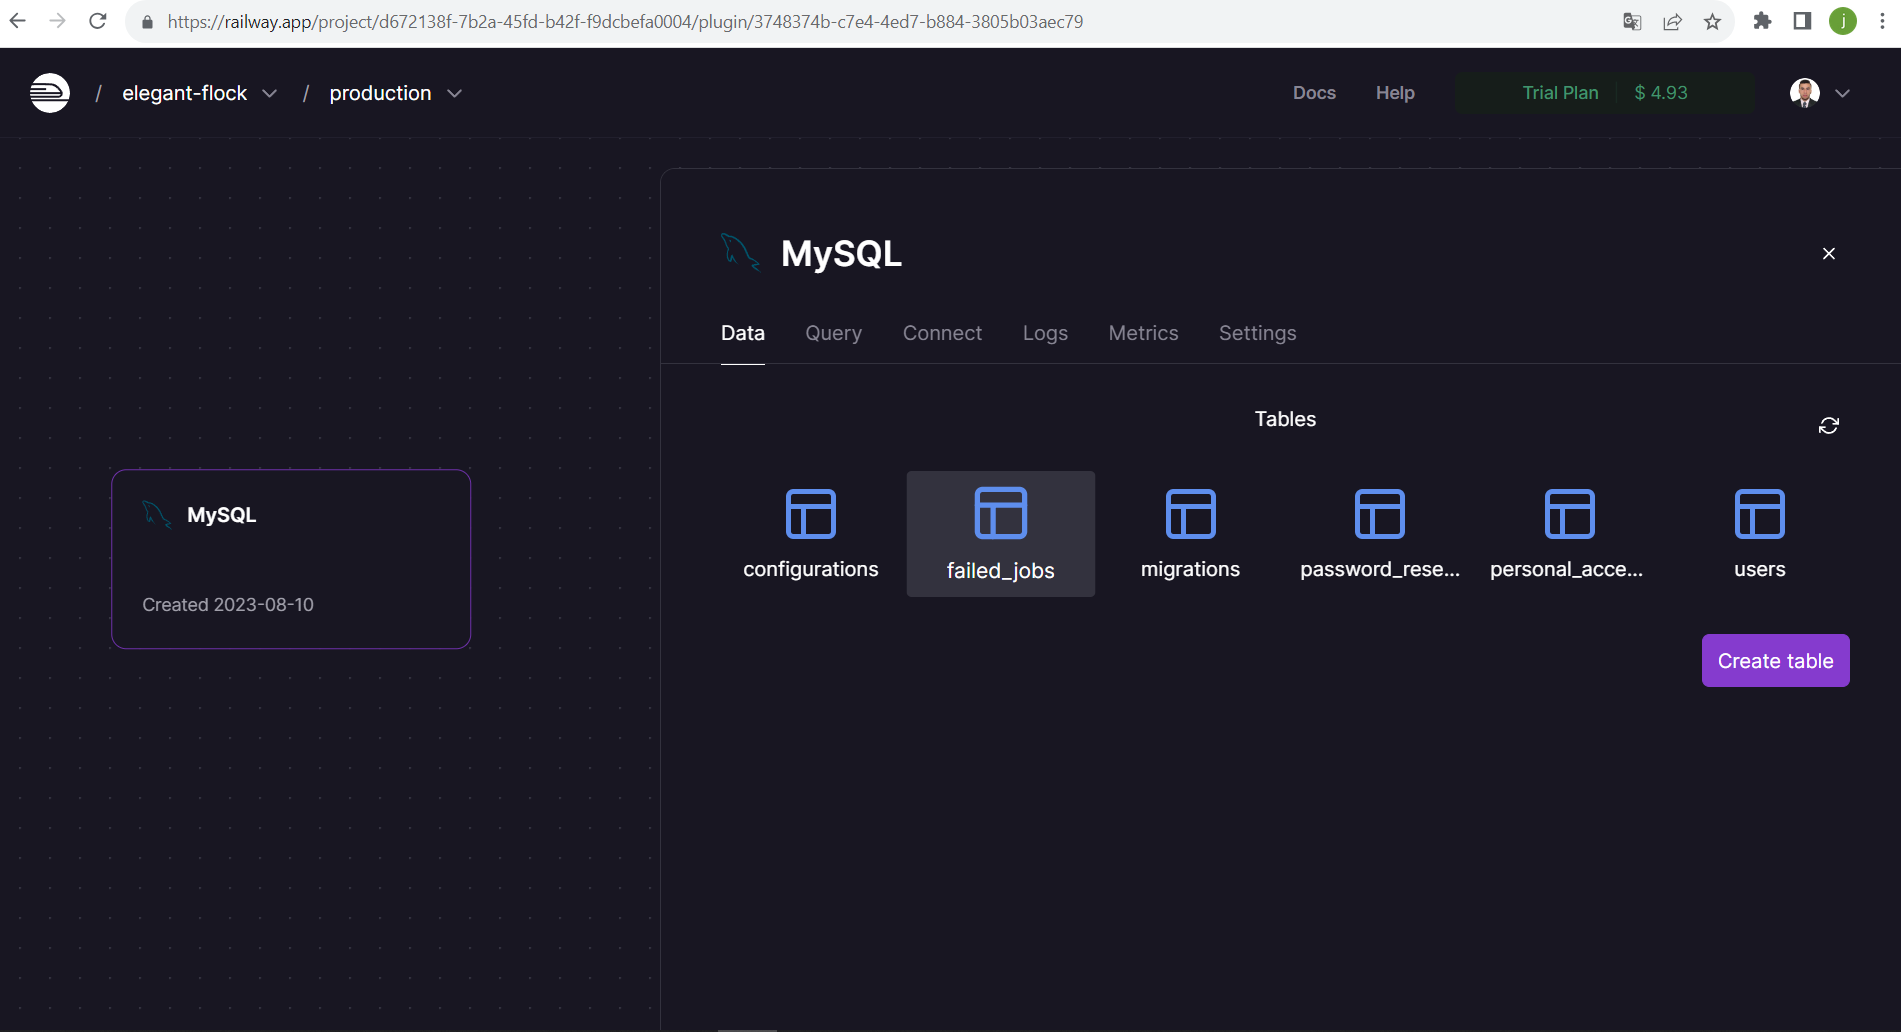 https://railway.app/project/d672138f-7b2a-45fd-b42f-f9dcbefa0004/plugin/3748374b-c7e4-4ed7-b884-3805b03aec79
j
/ elegant-flock / production
Docs Help Trial Plan $ 4.93
MySQL
Data Query Connect Logs Metrics Settings
Tables
configurations failed_jobs migrations password_rese... personal_acce... users
Create table
MySQL
Created 2023-08-10